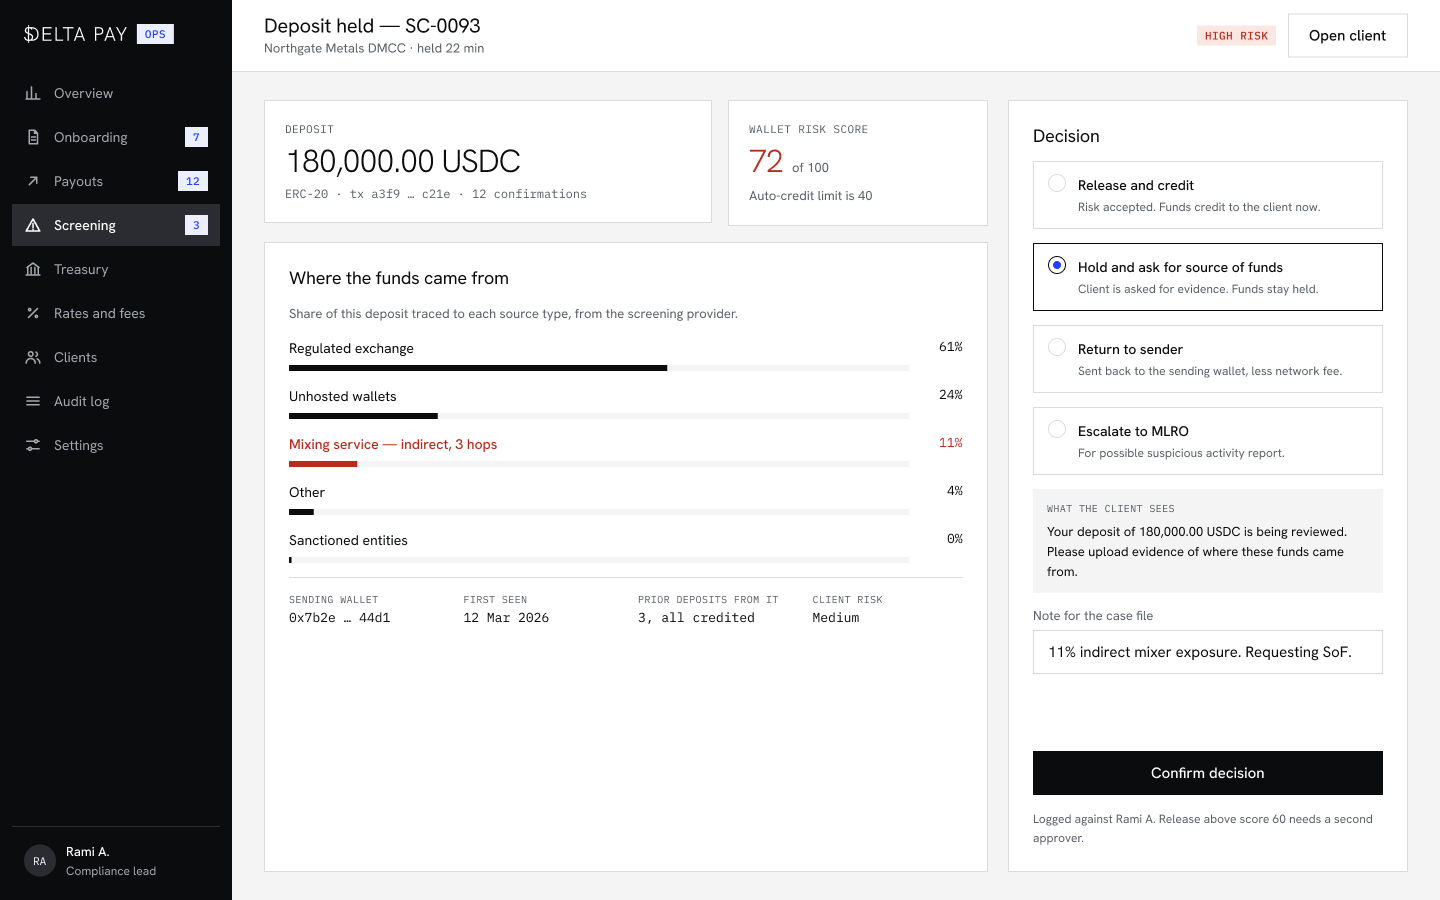 $DELTA PAY OPS
Overview
Onboarding 7
Payouts 12
Screening 3
Treasury
Rates and fees
Clients
Audit log
Settings
RA
Rami A.
Compliance lead
Deposit held — SC-0093
Northgate Metals DMCC · held 22 min
HIGH RISK
Open client
DEPOSIT
180,000.00 USDC
ERC-20 · tx a3f9 … c21e · 12 confirmations
WALLET RISK SCORE
72 of 100
Auto-credit limit is 40
Where the funds came from
Share of this deposit traced to each source type, from the screening provider.
Regulated exchange 61%
Unhosted wallets 24%
Mixing service — indirect, 3 hops 11%
Other 4%
Sanctioned entities 0%
SENDING WALLET
0x7b2e … 44d1
FIRST SEEN
12 Mar 2026
PRIOR DEPOSITS FROM IT
3, all credited
CLIENT RISK
Medium
Decision
Release and credit
Risk accepted. Funds credit to the client now.
Hold and ask for source of funds
Client is asked for evidence. Funds stay held.
Return to sender
Sent back to the sending wallet, less network fee.
Escalate to MLRO
For possible suspicious activity report.
WHAT THE CLIENT SEES
Your deposit of 180,000.00 USDC is being reviewed.
Please upload evidence of where these funds came
from.
Note for the case file
11% indirect mixer exposure. Requesting SoF.
Confirm decision
Logged against Rami A. Release above score 60 needs a second
approver.